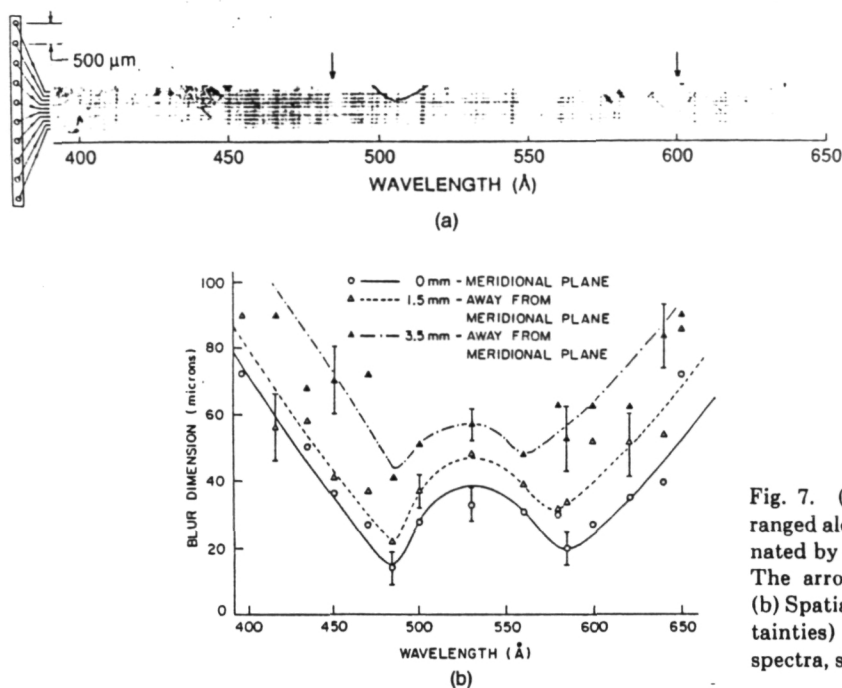 500 μm
400 450 500 550 600 650
WAVELENGTH (Å)
(a)
100
80
60
40
20
0
BLUR DIMENSION (microns)
0 mm - MERIDIONAL PLANE
1.5 mm - AWAY FROM
MERIDIONAL PLANE
3.5 mm - AWAY FROM
MERIDIONAL PLANE
400 450 500 550 600 650
WAVELENGTH (Å)
(b)
Fig. 7. (
ranged alo
nated by
The arro
(b) Spatia
tainties)
spectra, s